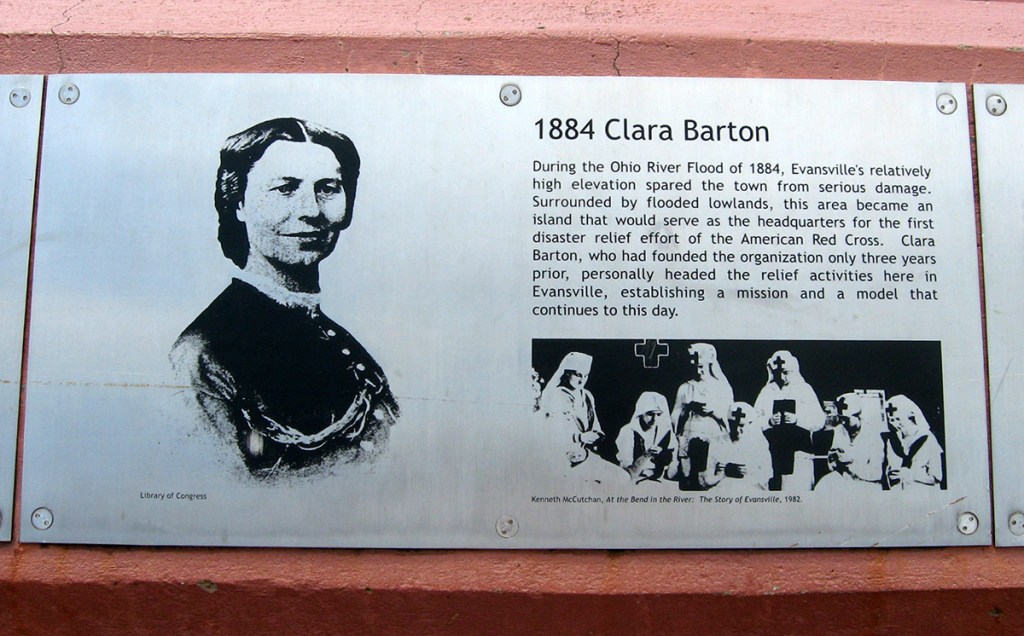 1884 Clara Barton
During the Ohio River Flood of 1884, Evansville's relatively
high elevation spared the town from serious damage.
Surrounded by flooded lowlands, this area became an
island that would serve as the headquarters for the first
disaster relief effort of the American Red Cross. Clara
Barton, who had founded the organization only three years
prior, personally headed the relief activities here in
Evansville, establishing a mission and a model that
continues to this day.
Library of Congress
Kenneth McCutchan, At the Bend in the River: The Story of Evansville, 1982.